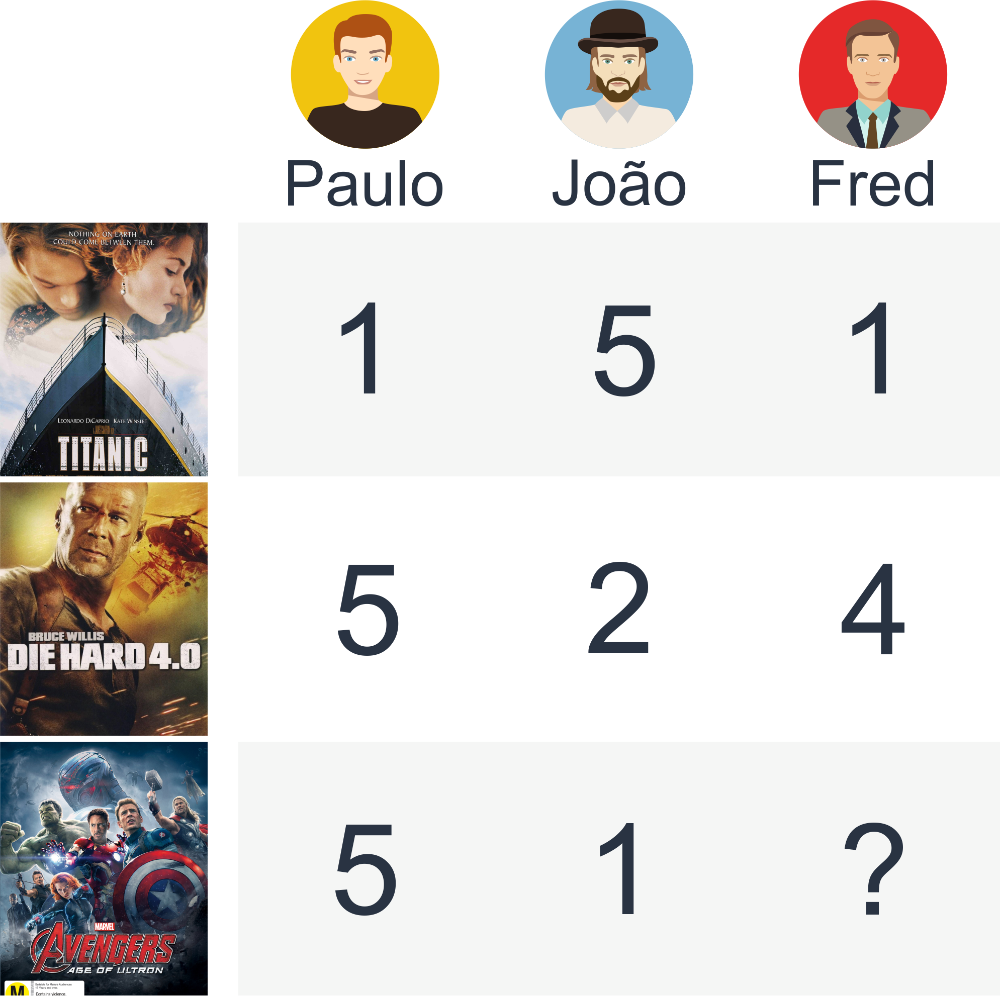 Paulo João Fred
NOTHING ON EARTH
COULD COME BETWEEN THEM.
1 5 1
LEONARDO DICAPRIO KATE WINSLET
TITANIC
5 2 4
BRUCE WILLIS
DIE HARD 4.0
5 1 ?
MARVEL
AVENGERS
AGE OF ULTRON
M
Suitable for Mature Audiences
16 Years and over.
Contains violence.